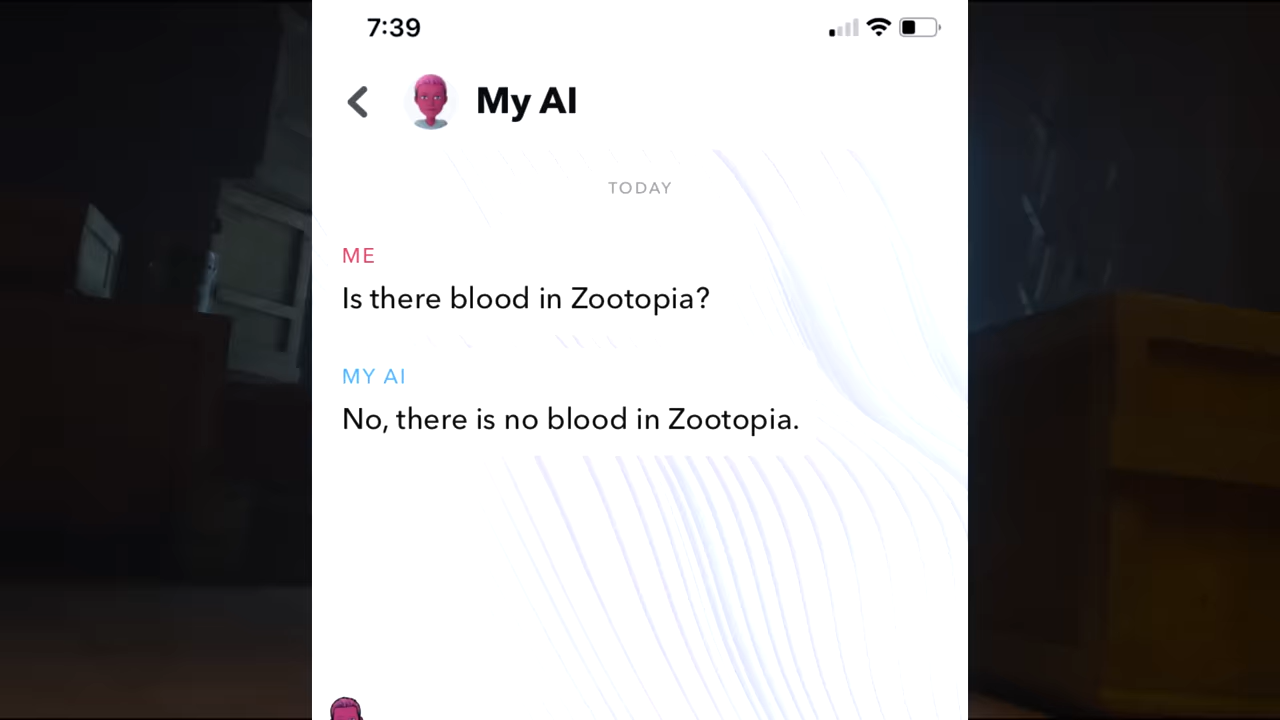 7:39
My AI
TODAY
ME
Is there blood in Zootopia?
MY AI
No, there is no blood in Zootopia.